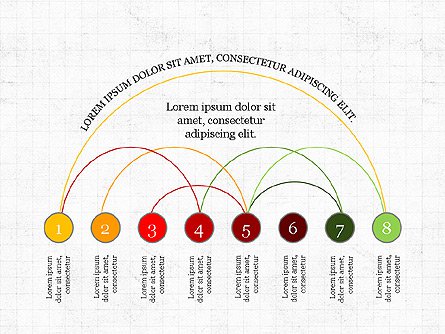 LOREM IPSUM DOLOR SIT AMET, CONSECTETUR ADIPISCING ELIT.
Lorem ipsum dolor
sit amet, consectetur
adipiscing elit.
1 2 3 4 5 6 7 8
Lorem ipsum
dolor sit amet,
consectetur
Lorem ipsum
dolor sit amet,
consectetur
Lorem ipsum
dolor sit amet,
consectetur
Lorem ipsum
dolor sit amet,
consectetur
Lorem ipsum
dolor sit amet,
consectetur
Lorem ipsum
dolor sit amet,
consectetur
Lorem ipsum
dolor sit amet,
consectetur
Lorem ipsum
dolor sit amet,
consectetur